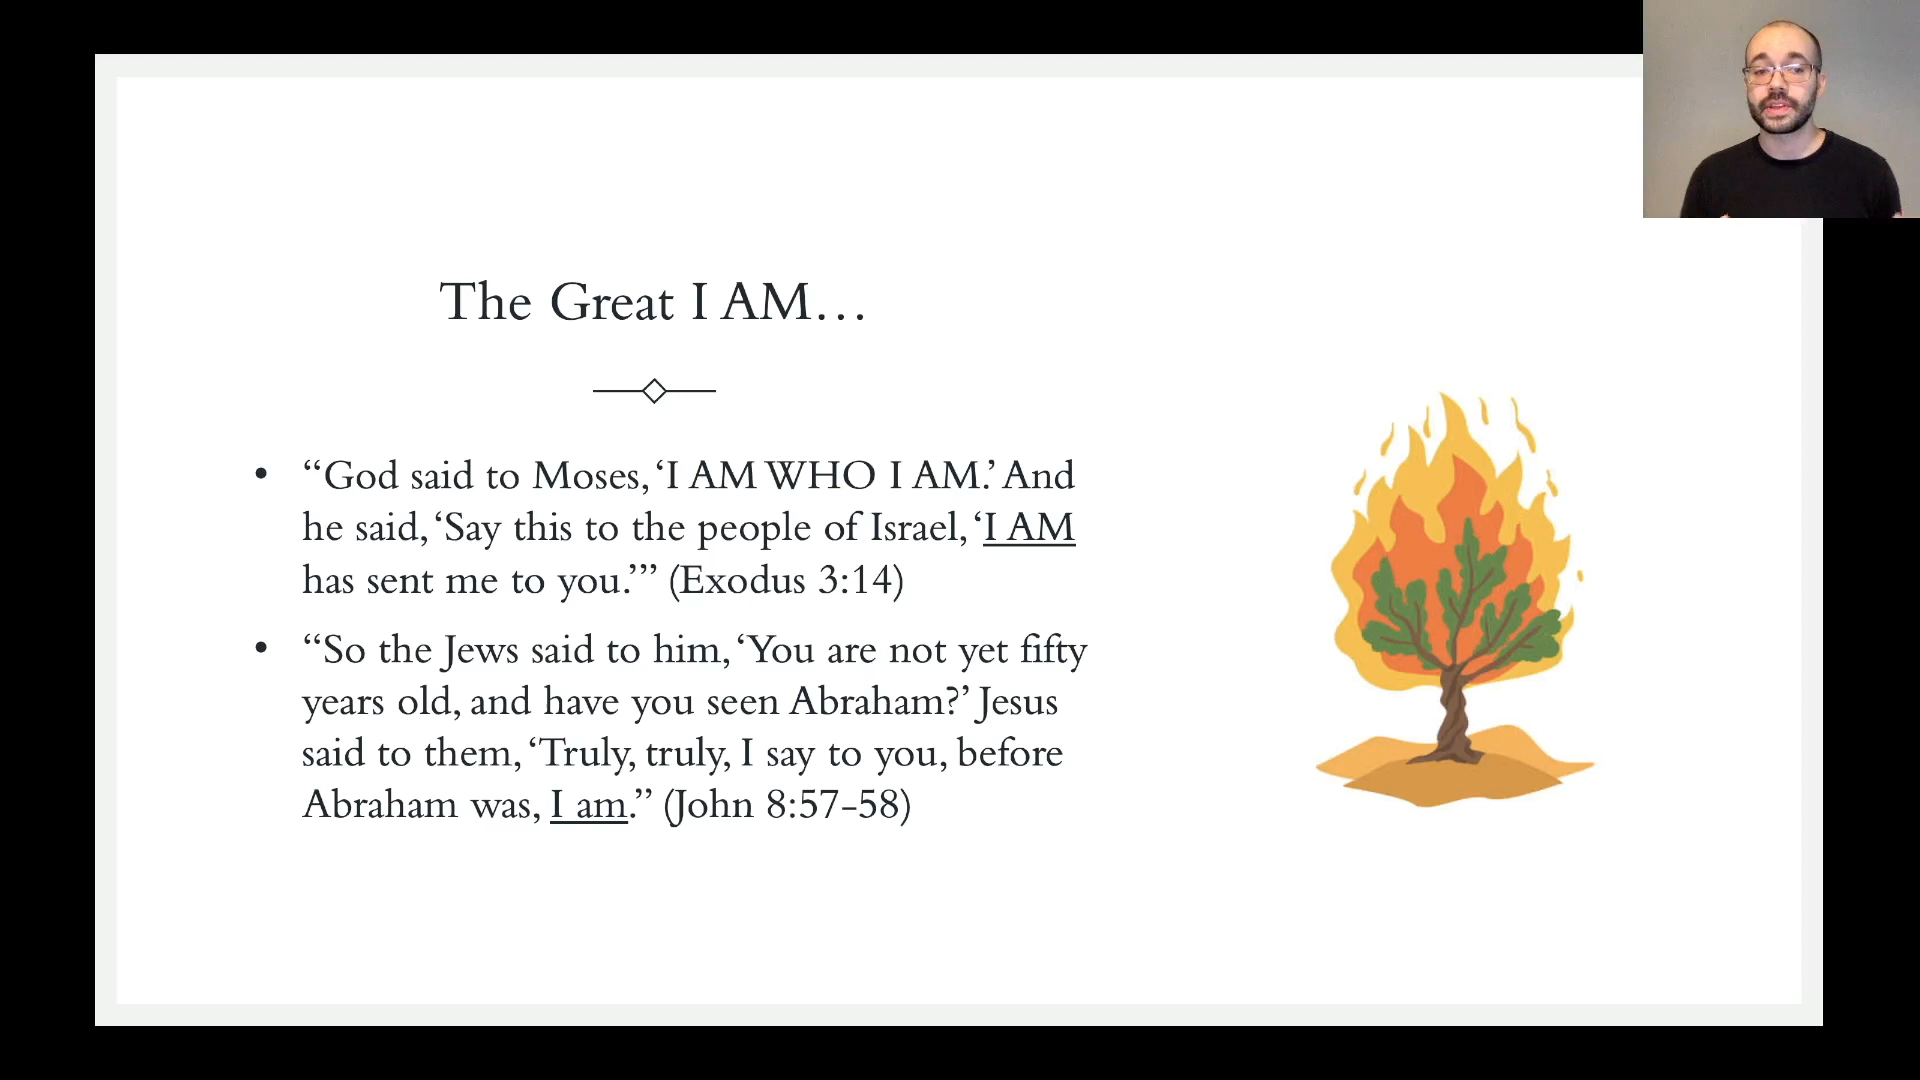 The Great I AM…
• “God said to Moses, ‘I AM WHO I AM.’ And
he said, ‘Say this to the people of Israel, ‘I AM
has sent me to you.’” (Exodus 3:14)
• “So the Jews said to him, ‘You are not yet fifty
years old, and have you seen Abraham?’ Jesus
said to them, ‘Truly, truly, I say to you, before
Abraham was, I am.” (John 8:57-58)